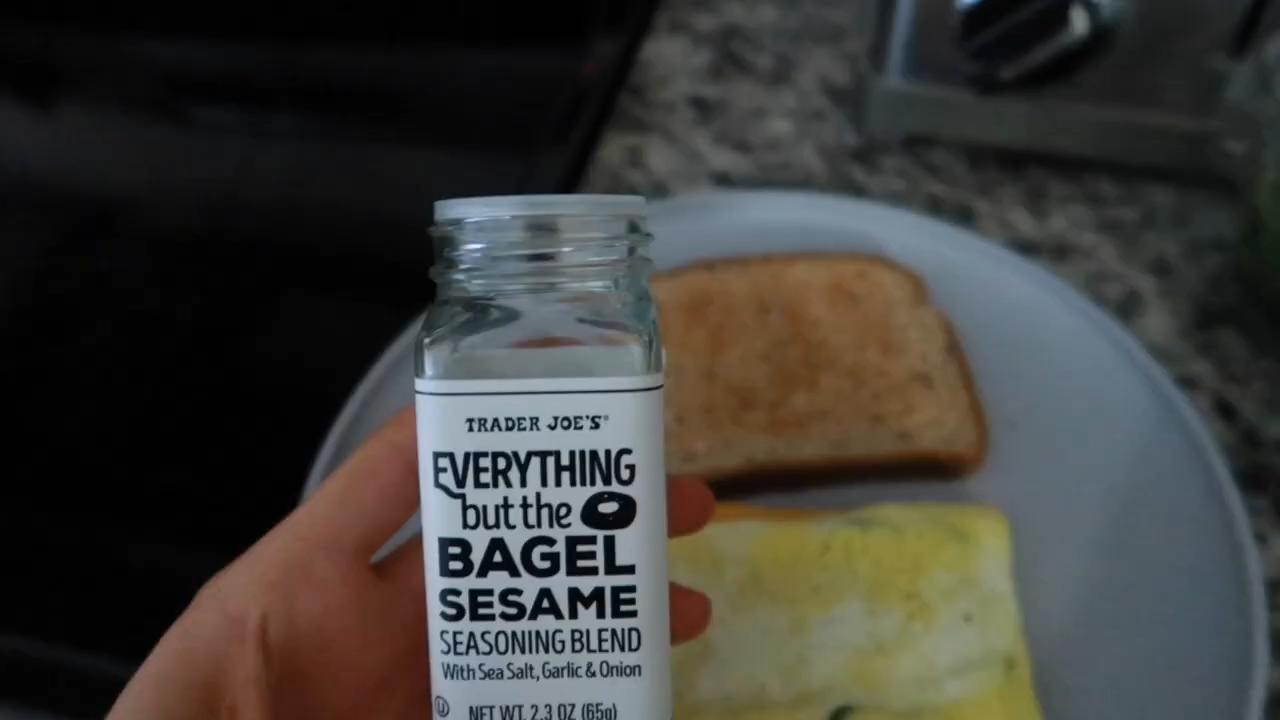 TRADER JOE'S®
EVERYTHING
but the
BAGEL
SESAME
SEASONING BLEND
With Sea Salt, Garlic & Onion
U NET WT. 2.3 OZ (65g)